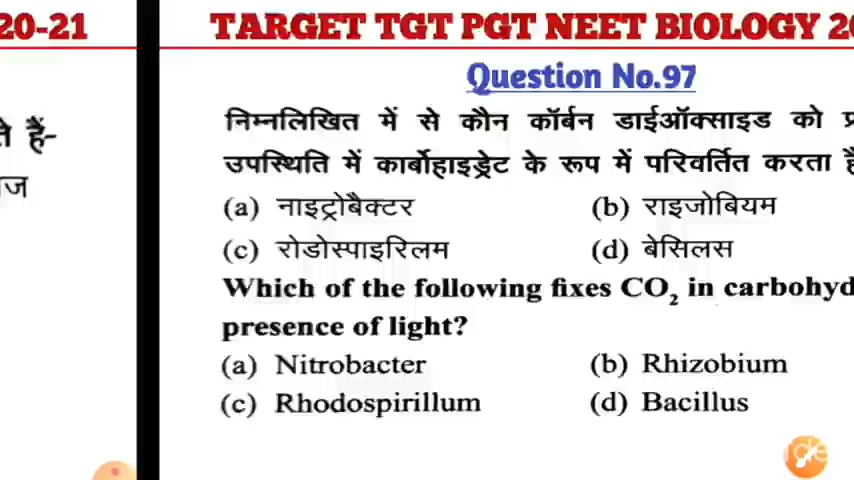 20-21
ते हैं-
ाज
TARGET TGT PGT NEET BIOLOGY 20
Question No.97
निम्नलिखित में से कौन कॉर्बन डाईऑक्साइड को प्र
उपस्थिति में कार्बोहाइड्रेट के रूप में परिवर्तित करता है
(a) नाइट्रोबैक्टर (b) राइजोबियम
(c) रोडोस्पाइरिलम (d) बेसिलस
Which of the following fixes CO₂ in carbohyd
presence of light?
(a) Nitrobacter (b) Rhizobium
(c) Rhodospirillum (d) Bacillus